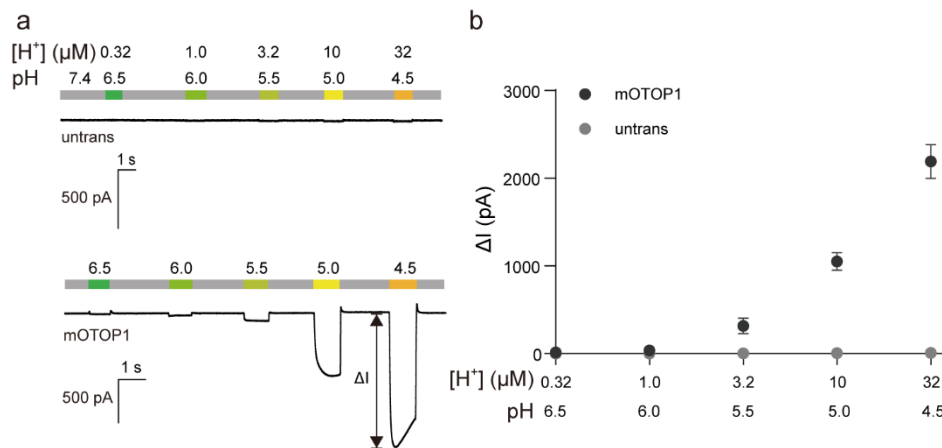 a
[H⁺] (μM) 0.32 1.0 3.2 10 32
pH 7.4 6.5 6.0 5.5 5.0 4.5
untrans
1 s
500 pA
6.5 6.0 5.5 5.0 4.5
mOTOP1
1 s
500 pA
ΔI
b
mOTOP1
untrans
3000
2000
1000
0
ΔI (pA)
[H⁺] (μM) 0.32 1.0 3.2 10 32
pH 6.5 6.0 5.5 5.0 4.5